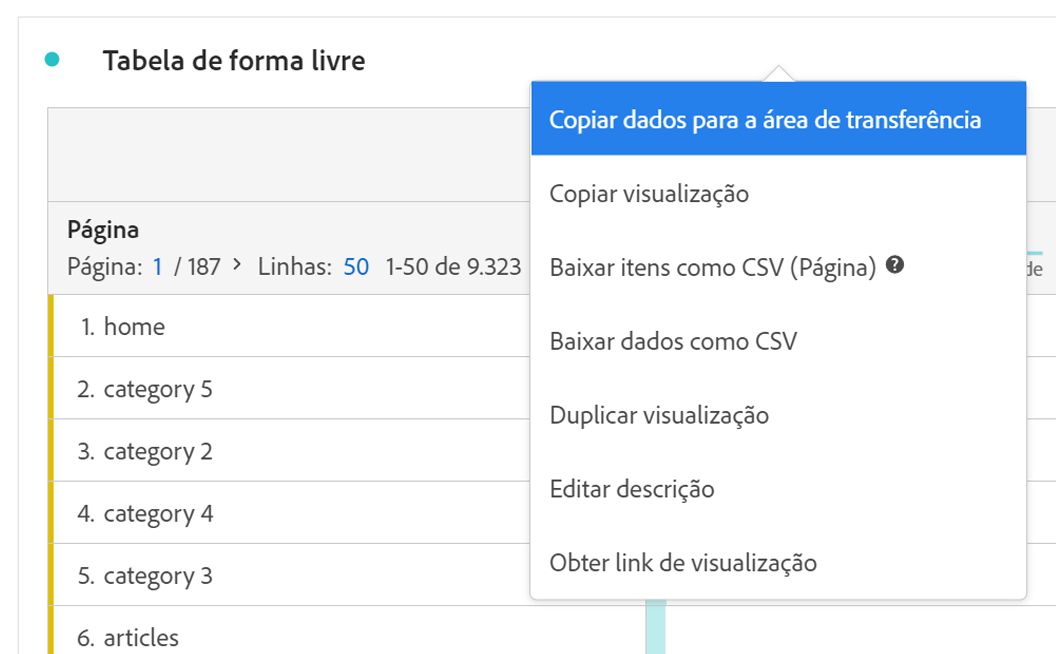 Tabela de forma livre
Página
Página: 1 / 187 > Linhas: 50 1-50 de 9.323
1. home
2. category 5
3. category 2
4. category 4
5. category 3
6. articles
Copiar dados para a área de transferência
Copiar visualização
Baixar itens como CSV (Página) ?
Baixar dados como CSV
Duplicar visualização
Editar descrição
Obter link de visualização